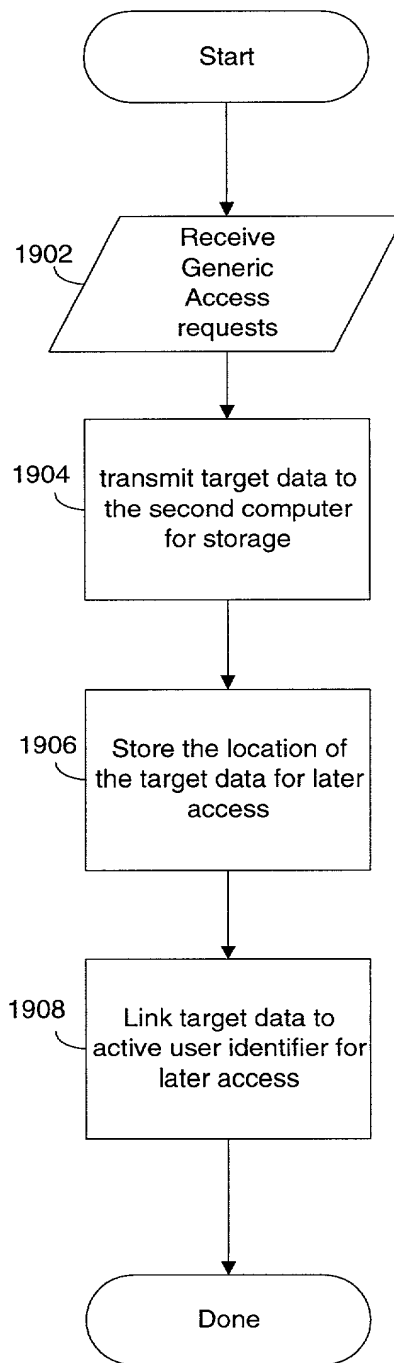 Start
1902
Receive
Generic
Access
requests
1904
transmit target data to
the second computer
for storage
1906
Store the location of
the target data for later
access
1908
Link target data to
active user identifier for
later access
Done